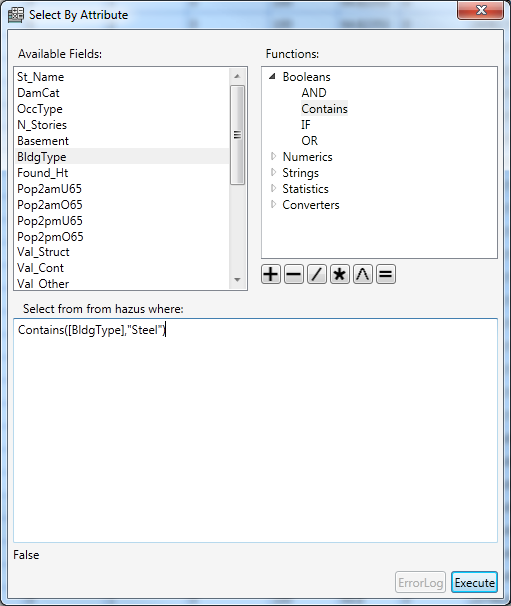 Select By Attribute
Available Fields:
St_Name
DamCat
OccType
N_Stories
Basement
BldgType
Found_Ht
Pop2amU65
Pop2amO65
Pop2pmU65
Pop2pmO65
Val_Struct
Val_Cont
Val_Other
Functions:
Booleans
AND
Contains
IF
OR
Numerics
Strings
Statistics
Converters
+ − / * ^ =
Select from from hazus where:
Contains([BldgType],"Steel")
False
ErrorLog Execute